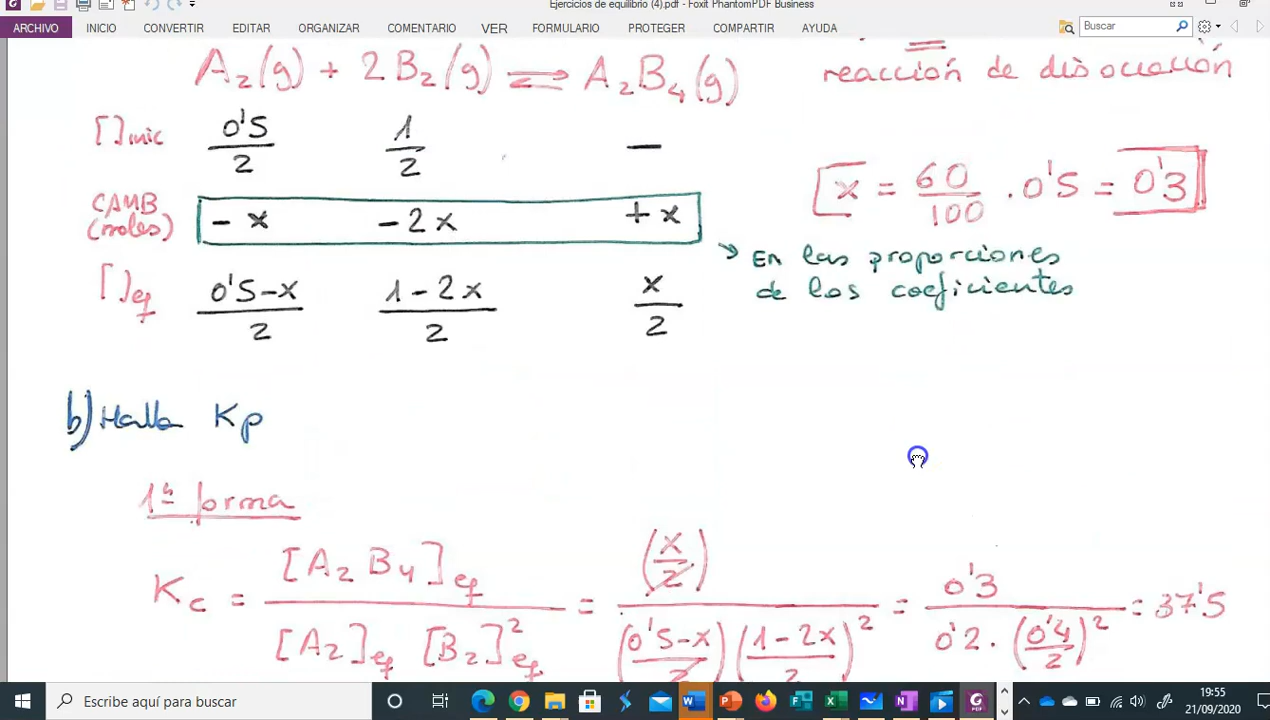 Ejercicios de equilibrio (4).pdf - Foxit PhantomPDF Business
ARCHIVO INICIO CONVERTIR EDITAR ORGANIZAR COMENTARIO VER FORMULARIO PROTEGER COMPARTIR AYUDA Buscar
A₂(g) + 2B₂(g) ⇌ A₂B₄(g)
reacción de disociación
[ ]inic 0'5/2 1/2 —
x = 60/100 · 0'5 = 0'3
CAMB (moles) - x - 2x + x
→ En las proporciones
de los coeficientes
[ ]eq (0'5-x)/2 (1-2x)/2 x/2
b) Halla Kp
1ª forma
Kc = [A₂B₄]eq / [A₂]eq [B₂]²eq = (x/2) / ((0'5-x)/2) ((1-2x)/2)² = 0'3 / 0'2 · (0'4/2)² = 37'5
Escribe aquí para buscar
19:55
21/09/2020